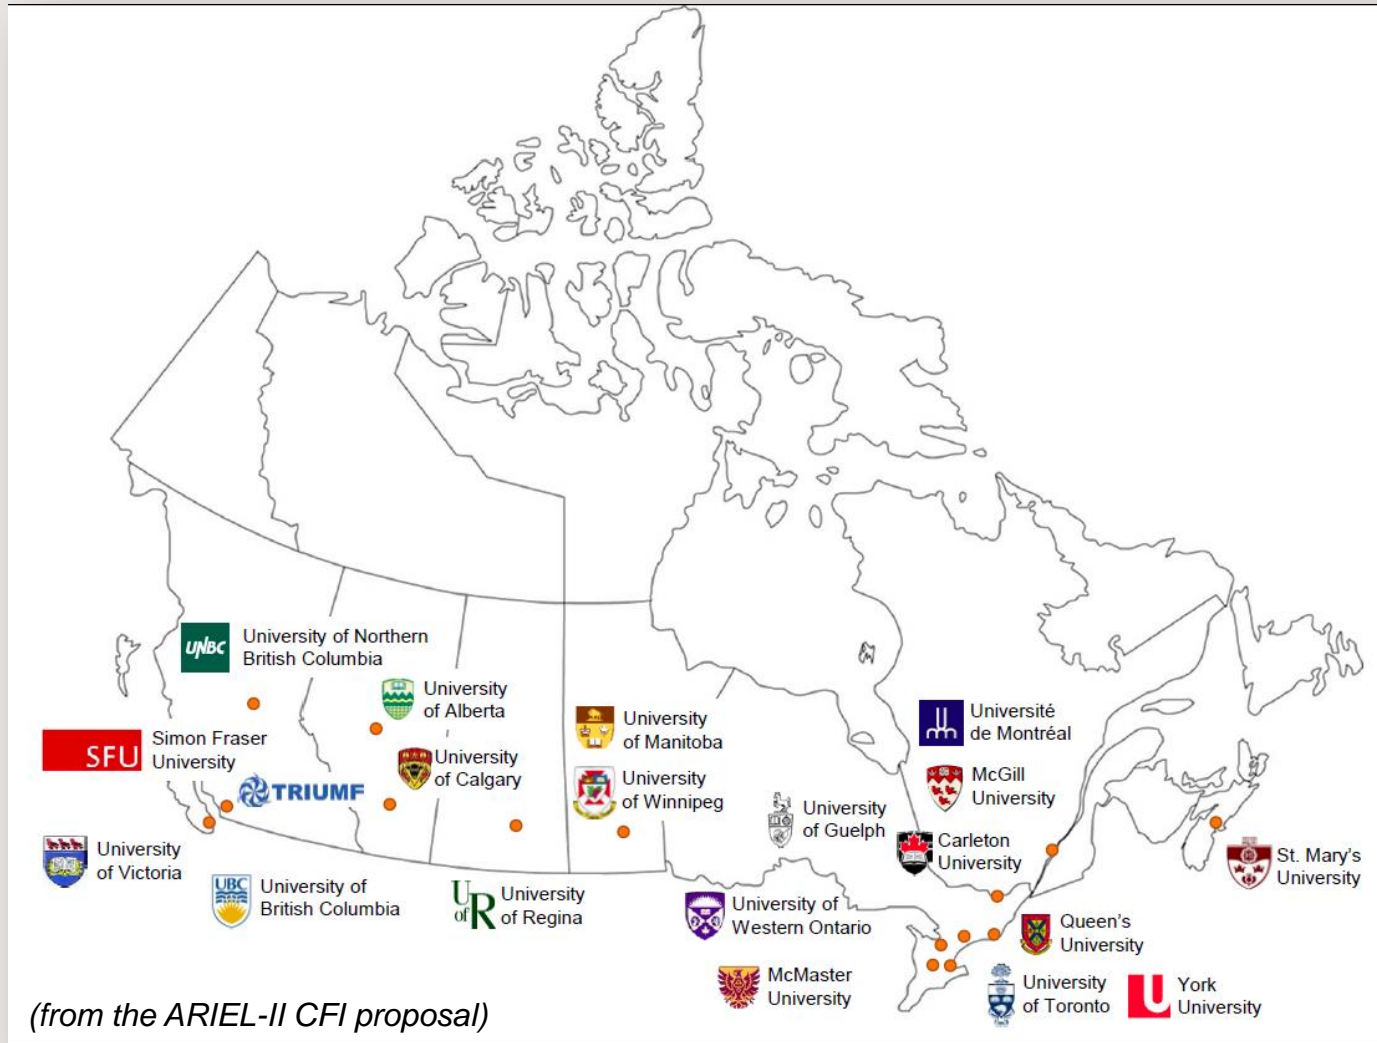 UNBC
University of Northern
British Columbia
University
of Alberta
SFU
Simon Fraser
University
University
of Calgary
TRIUMF
University
of Victoria
UBC
University of
British Columbia
U
of R
University
of Regina
University
of Manitoba
University
of Winnipeg
University
of Guelph
Université
de Montréal
McGill
University
Carleton
University
St. Mary's
University
University of
Western Ontario
Queen's
University
McMaster
University
University
of Toronto
U
York
University
(from the ARIEL-II CFI proposal)